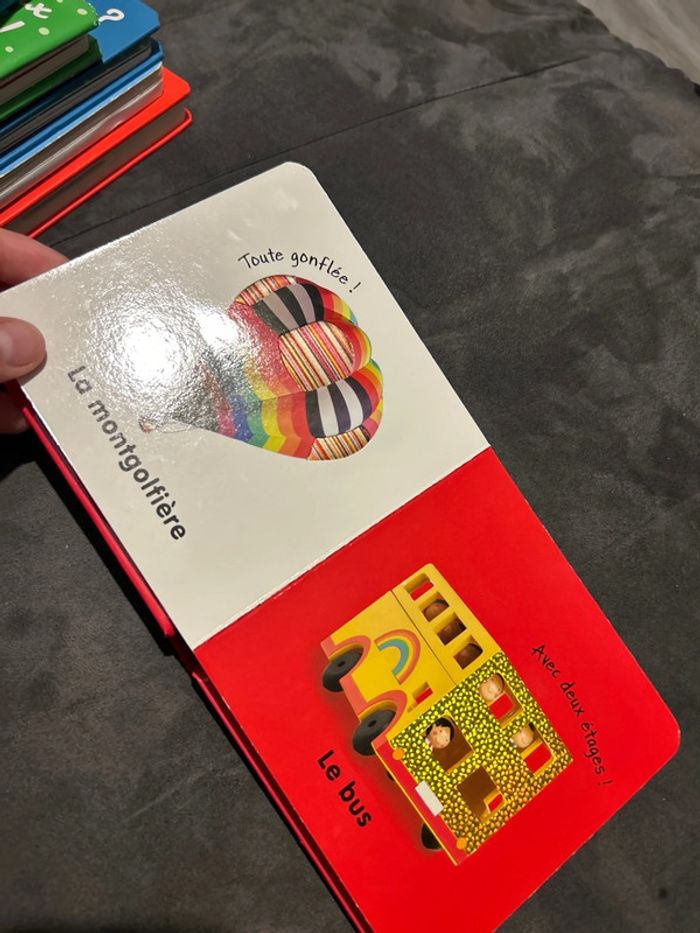 Toute gonflée !
La montgolfière
Avec deux étages !
Le bus
?